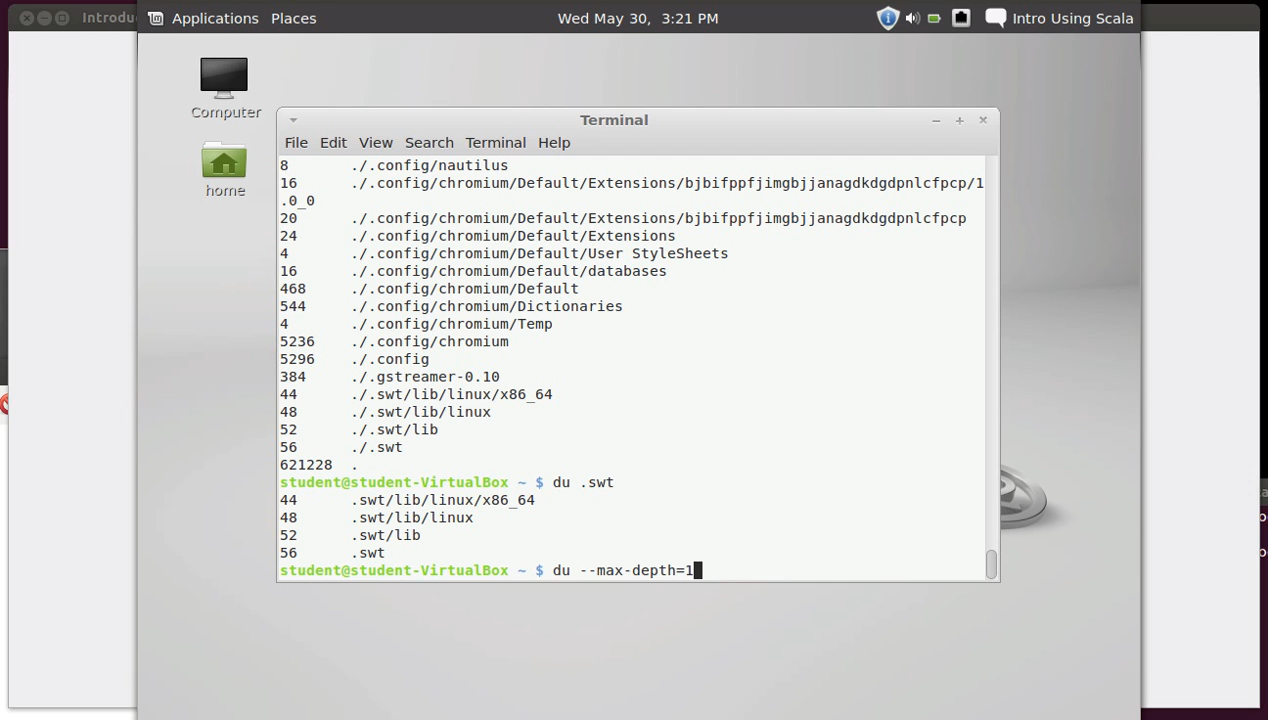 Introduc
Applications Places
Wed May 30, 3:21 PM
Intro Using Scala
Computer
home
Terminal
File Edit View Search Terminal Help
8 ./.config/nautilus
16 ./.config/chromium/Default/Extensions/bjbifppfjimgbjjanagdkdgdpnlcfpcp/1
.0_0
20 ./.config/chromium/Default/Extensions/bjbifppfjimgbjjanagdkdgdpnlcfpcp
24 ./.config/chromium/Default/Extensions
4 ./.config/chromium/Default/User StyleSheets
16 ./.config/chromium/Default/databases
468 ./.config/chromium/Default
544 ./.config/chromium/Dictionaries
4 ./.config/chromium/Temp
5236 ./.config/chromium
5296 ./.config
384 ./.gstreamer-0.10
44 ./.swt/lib/linux/x86_64
48 ./.swt/lib/linux
52 ./.swt/lib
56 ./.swt
621228 .
student@student-VirtualBox ~ $ du .swt
44 .swt/lib/linux/x86_64
48 .swt/lib/linux
52 .swt/lib
56 .swt
student@student-VirtualBox ~ $ du --max-depth=1